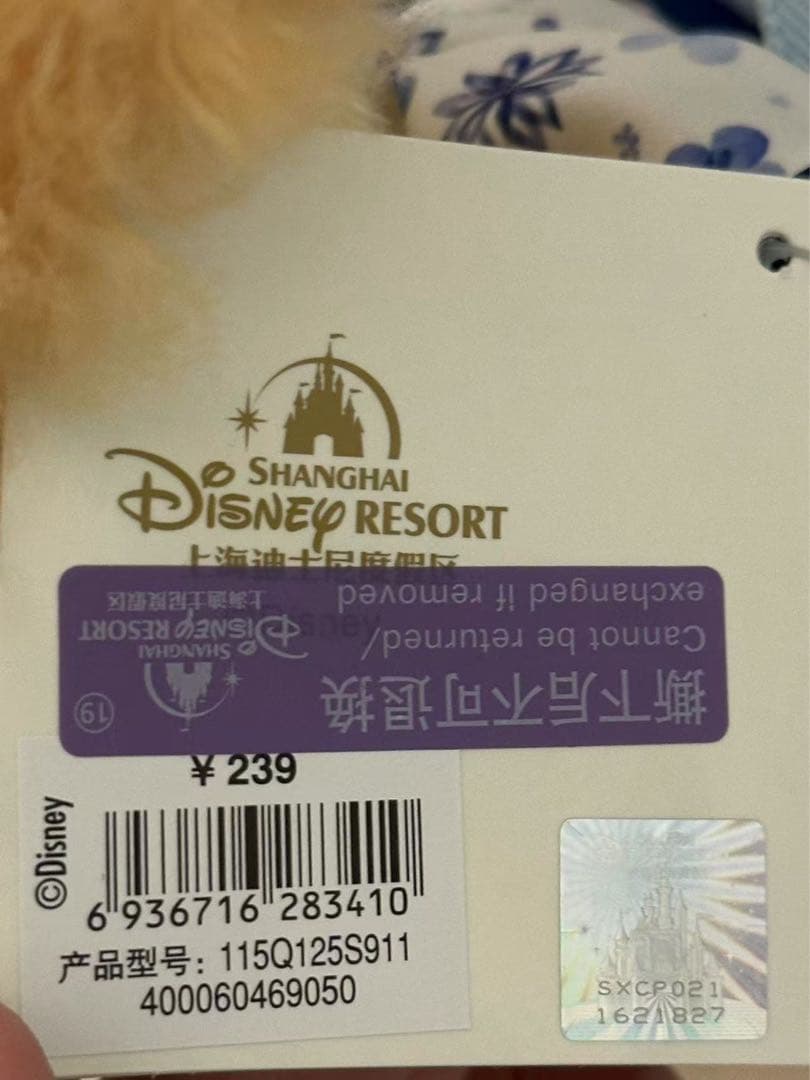 SHANGHAI
Disney RESORT
上海迪士尼度假区
撕下后不可退换
Cannot be returned/
exchanged if removed
SHANGHAI
Disney RESORT
上海迪士尼度假区
19
¥ 239
©Disney
6 936716 283410
产品型号: 115Q125S911
400060469050
SXCP021
1621827